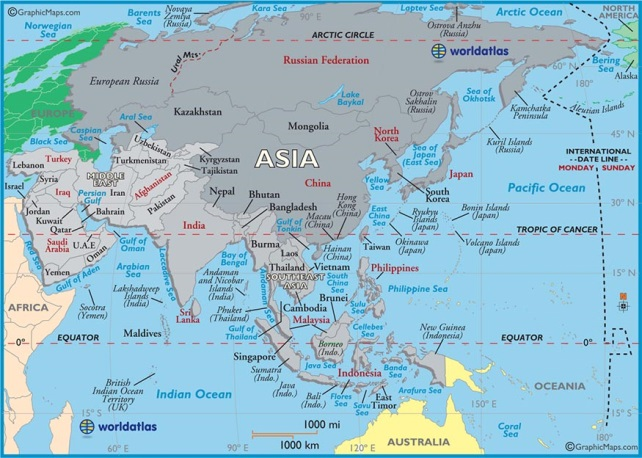 ©GraphicMaps.com
Norwegian
Sea
Barents
Sea
Novaya
Zemlya
(Russia)
Kara Sea
90°E
Laptev Sea
Ostrova Anzhu
(Russia)
Arctic Ocean
NORTH
AMERICA
ARCTIC CIRCLE
worldatlas
Bering
Sea
180°
Alaska
Ural Mts.
Russian Federation
European Russia
Lake
Baykal
Ostrov
Sakhalin
(Russia)
Sea of
Okhotsk
Kamchatka
Peninsula
Aleutian Islands
EUROPE
Black Sea
Caspian
Sea
Aral Sea
Kazakhstan
Mongolia
North
Korea
Kuril Islands
(Russia)
INTERNATIONAL
DATE LINE
MONDAY
SUNDAY
Uzbekistan
Turkmenistan
Kyrgyzstan
Tajikistan
ASIA
Sea of
Japan
(East Sea)
Japan
Lebanon
Turkey
Syria
MIDDLE
EAST
Israel
Iraq
Iran
Afghanistan
Nepal
Bhutan
China
Yellow
Sea
South
Korea
Pacific Ocean
Jordan
Kuwait
Persian
Gulf
Bahrain
Pakistan
Bangladesh
Hong
Kong
(China)
Macau
(China)
East
China
Sea
Ryukyu
Islands
(Japan)
Bonin Islands
(Japan)
30°N
Qatar
Saudi
Arabia
U.A.E.
Oman
Gulf of
Oman
India
Gulf of
Tonkin
Burma
Hainan
(China)
Taiwan
Okinawa
(Japan)
Volcano Islands
(Japan)
TROPIC OF CANCER
Red Sea
Yemen
Gulf of Aden
Arabian
Sea
Laccadive Sea
Bay of
Bengal
Laos
Thailand
Vietnam
SOUTHEAST
ASIA
South
China
Sea
Philippines
Philippine Sea
15°N
AFRICA
Socotra
(Yemen)
Lakshadweep
Islands
(India)
Andaman
and Nicobar
Islands
(India)
Andaman Sea
Cambodia
Brunei
Sulu
Sea
Maldives
Sri
Lanka
Phuket
(Thailand)
Gulf of
Thailand
Malaysia
Celebes
Sea
New Guinea
(Indonesia)
0°
EQUATOR
EQUATOR
0°
Singapore
Borneo
(Indo.)
Sumatra
(Indo.)
Java Sea
Indonesia
Banda
Sea
British
Indian Ocean
Territory
(UK)
Indian Ocean
Java
(Indo.)
Bali
(Indo.)
Flores
Sea
Savu
Sea
East
Timor
Arafura Sea
OCEANIA
15°S
worldatlas
60°E
90°E
1000 mi
1000 km
120°E
AUSTRALIA
150°E
Coral
Sea
15°S
180°
©GraphicMaps.com